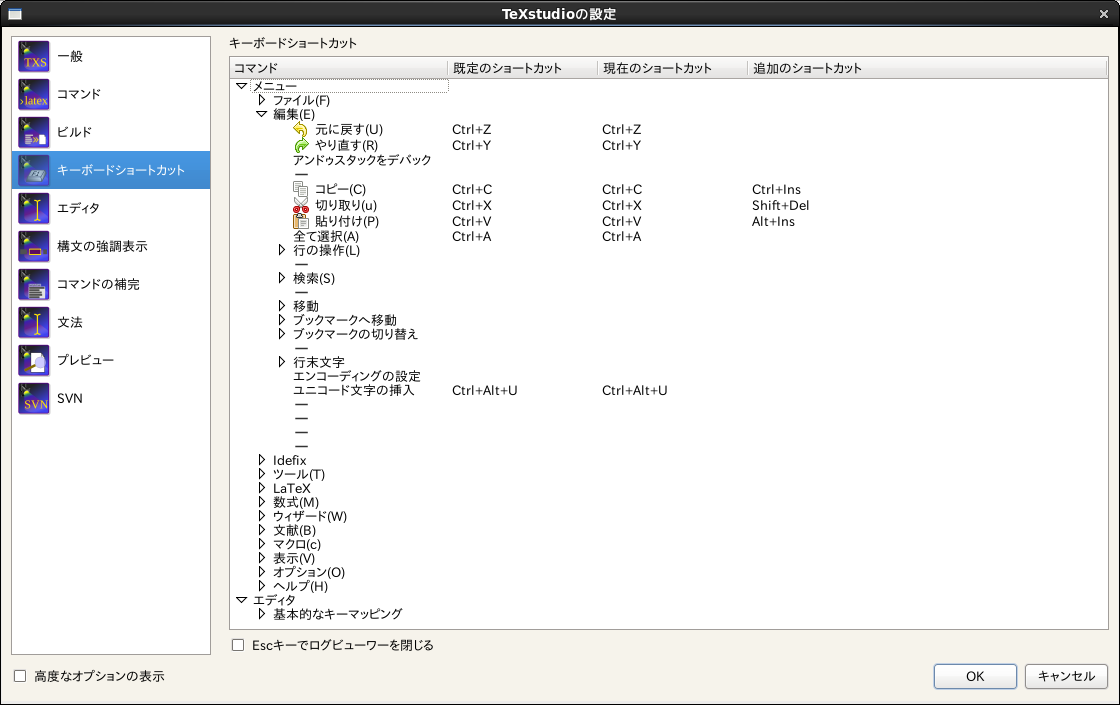 TeXstudioの設定
TXS 一般
›latex コマンド
ビルド
キーボードショートカット
エディタ
構文の強調表示
コマンドの補完
文法
プレビュー
SVN SVN
キーボードショートカット
コマンド 既定のショートカット 現在のショートカット 追加のショートカット
メニュー
ファイル(F)
編集(E)
元に戻す(U) Ctrl+Z Ctrl+Z
やり直す(R) Ctrl+Y Ctrl+Y
アンドゥスタックをデバック
—
コピー(C) Ctrl+C Ctrl+C Ctrl+Ins
切り取り(u) Ctrl+X Ctrl+X Shift+Del
貼り付け(P) Ctrl+V Ctrl+V Alt+Ins
全て選択(A) Ctrl+A Ctrl+A
行の操作(L)
—
検索(S)
—
移動
ブックマークへ移動
ブックマークの切り替え
—
行末文字
エンコーディングの設定
ユニコード文字の挿入 Ctrl+Alt+U Ctrl+Alt+U
—
—
—
—
Idefix
ツール(T)
LaTeX
数式(M)
ウィザード(W)
文献(B)
マクロ(c)
表示(V)
オプション(O)
ヘルプ(H)
エディタ
基本的なキーマッピング
Escキーでログビューワーを閉じる
高度なオプションの表示
OK キャンセル